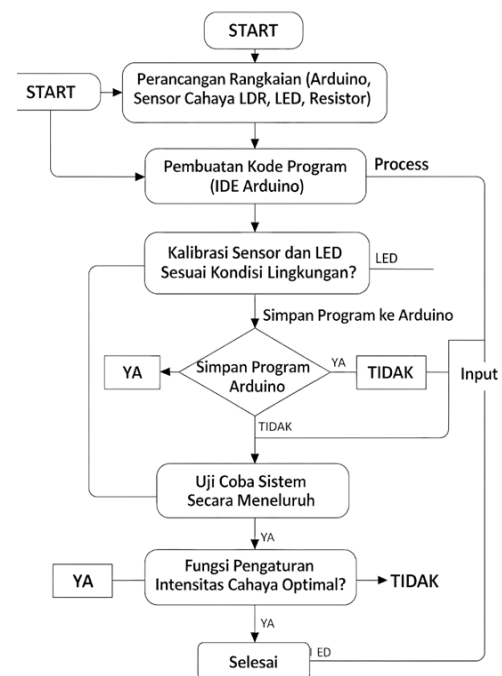 START
START
Perancangan Rangkaian (Arduino,
Sensor Cahaya LDR, LED, Resistor)
Pembuatan Kode Program
(IDE Arduino)
Process
Kalibrasi Sensor dan LED
Sesuai Kondisi Lingkungan?
LED
Simpan Program ke Arduino
YA
Simpan Program
Arduino
YA
TIDAK
Input
TIDAK
Uji Coba Sistem
Secara Meneluruh
YA
YA
Fungsi Pengaturan
Intensitas Cahaya Optimal?
TIDAK
YA
Selesai
ED